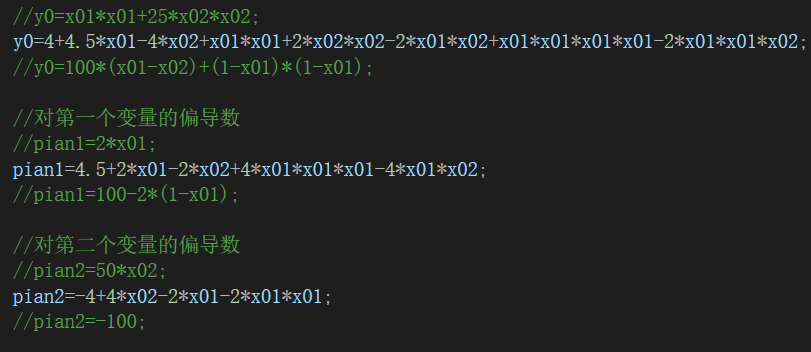 //y0=x01*x01+25*x02*x02;
y0=4+4.5*x01-4*x02+x01*x01+2*x02*x02-2*x01*x02+x01*x01*x01*x01-2*x01*x01*x02;
//y0=100*(x01-x02)+(1-x01)*(1-x01);
//对第一个变量的偏导数
//pian1=2*x01;
pian1=4.5+2*x01-2*x02+4*x01*x01*x01-4*x01*x02;
//pian1=100-2*(1-x01);
//对第二个变量的偏导数
//pian2=50*x02;
pian2=-4+4*x02-2*x01-2*x01*x01;
//pian2=-100;